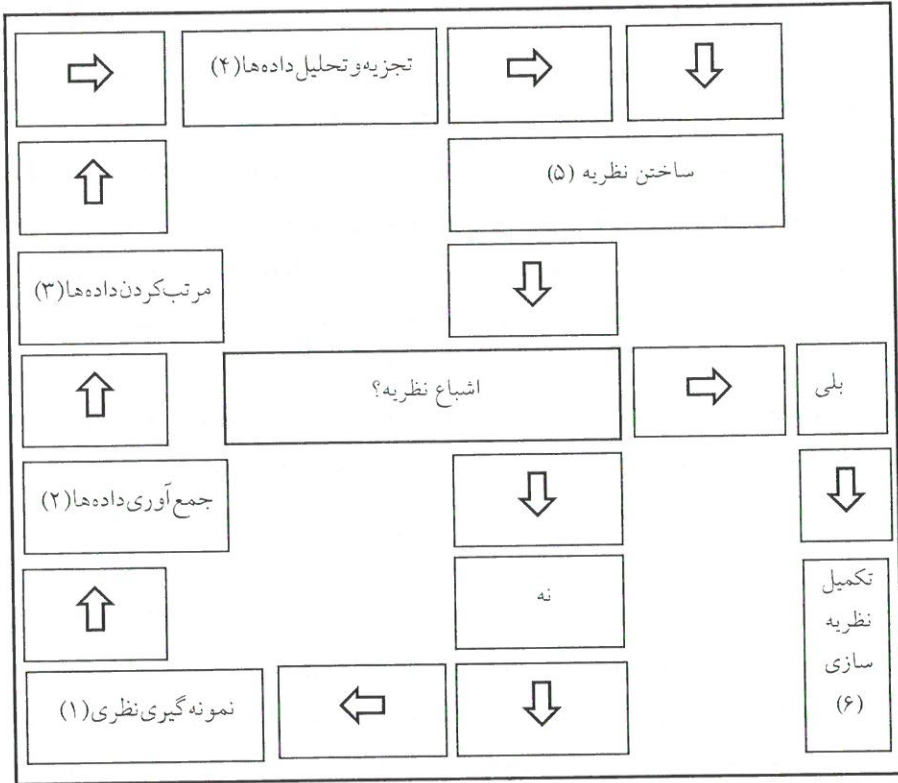 تجزیه و تحلیل داده‌ها (۴)
ساختن نظریه (۵)
مرتب کردن داده‌ها (۳)
اشباع نظریه؟
بلی
جمع آوری داده‌ها (۲)
نه
تکمیل
نظریه
سازی
(۶)
نمونه گیری نظری (۱)